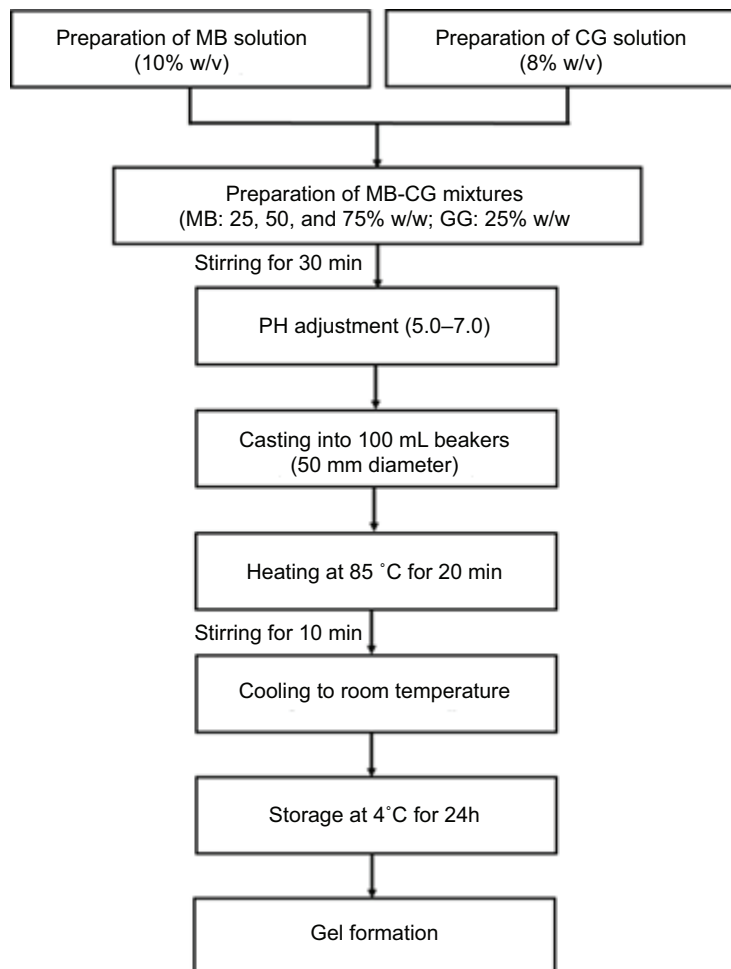 Preparation of MB solution
(10% w/v)
Preparation of CG solution
(8% w/v)
Preparation of MB-CG mixtures
(MB: 25, 50, and 75% w/w; GG: 25% w/w
Stirring for 30 min
PH adjustment (5.0–7.0)
Casting into 100 mL beakers
(50 mm diameter)
Heating at 85 ˚C for 20 min
Stirring for 10 min
Cooling to room temperature
Storage at 4˚C for 24h
Gel formation